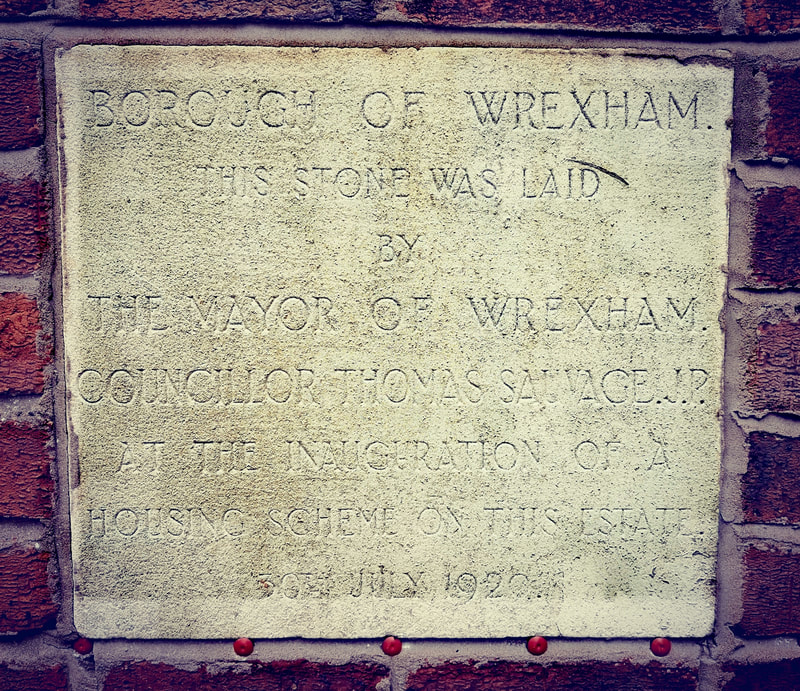 BOROUGH OF WREXHAM.
THIS STONE WAS LAID
BY
THE MAYOR OF WREXHAM.
COUNCILLOR THOMAS SAUVAGE.J.P.
AT THE INAUGURATION OF A
HOUSING SCHEME ON THIS ESTATE.
30TH JULY 1920.